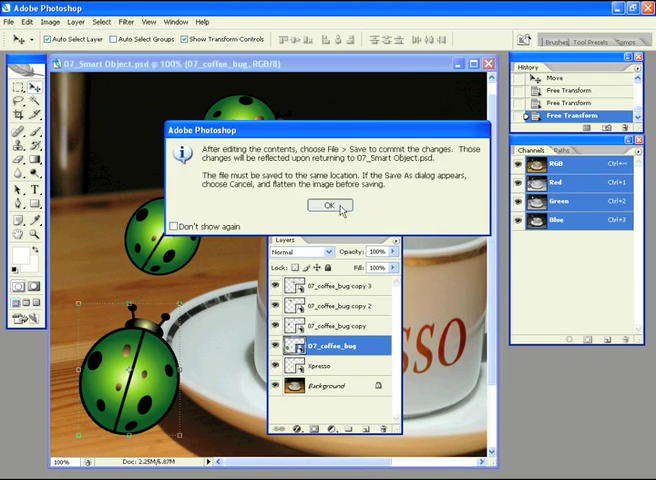 Adobe Photoshop
File Edit Image Layer Select Filter View Window Help
Auto Select Layer Auto Select Groups Show Transform Controls
Brushes Tool Presets Comps
07_Smart Object.psd @ 100% (07_coffee_bug, RGB/8)
History
Move
Free Transform
Free Transform
Free Transform
Adobe Photoshop
After editing the contents, choose File > Save to commit the changes. Those
changes will be reflected upon returning to 07_Smart Object.psd.
The file must be saved to the same location. If the Save As dialog appears,
choose Cancel, and flatten the image before saving.
OK
Don't show again
Channels Paths
RGB Ctrl+~
Red Ctrl+1
Green Ctrl+2
Blue Ctrl+3
Layers
Normal Opacity: 100%
Lock: Fill: 100%
07_coffee_bug copy 3
07_coffee_bug copy 2
07_coffee_bug copy
07_coffee_bug
Xpresso
Background
SSO
100% Doc: 2.25M/6.87M